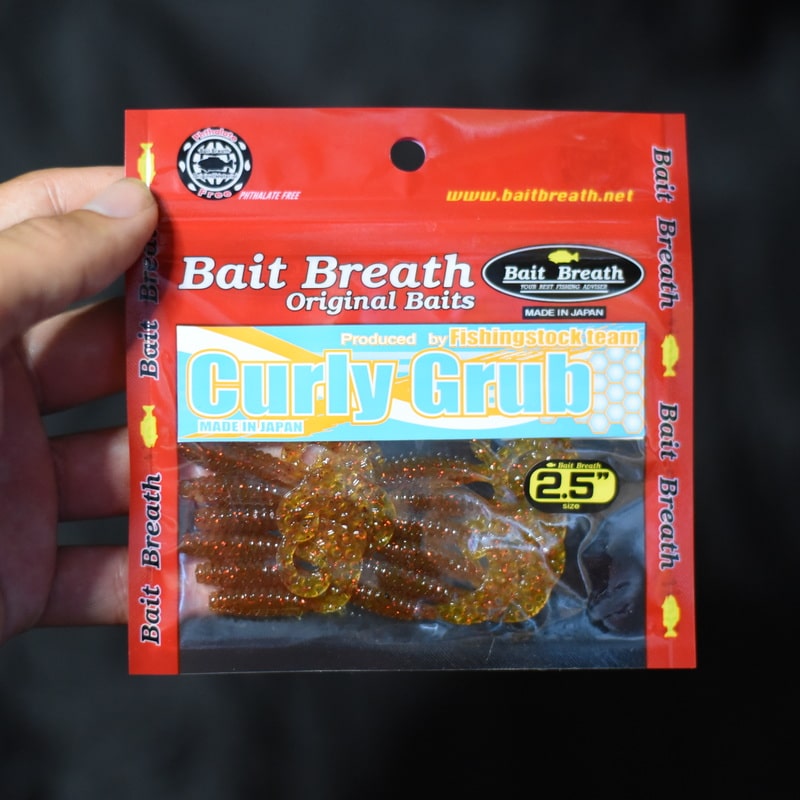 Phthalate
Free
PHTHALATE FREE
www.baitbreath.net
Bait Breath
Original Baits
Bait Breath
YOUR BEST FISHING ADVISER
MADE IN JAPAN
Produced by Fishingstock team
Curly Grub
MADE IN JAPAN
Bait Breath
2.5"
size
Bait Breath
Bait Breath
Bait Breath
Bait Breath